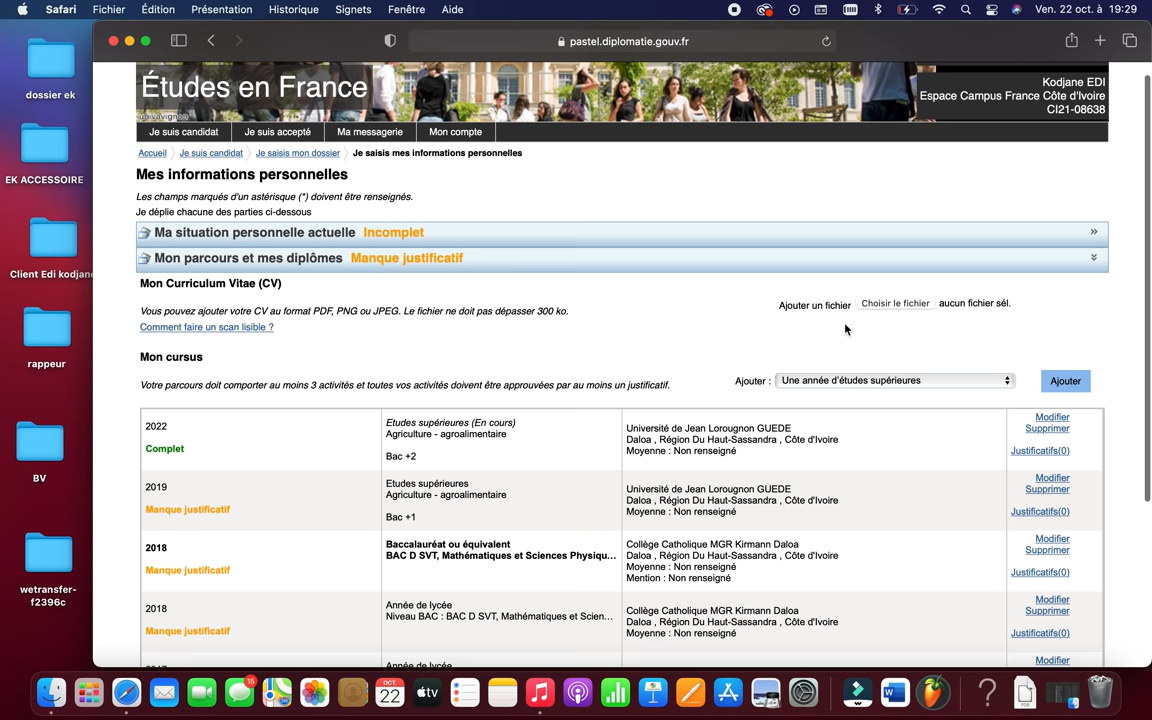 Safari Fichier Édition Présentation Historique Signets Fenêtre Aide Ven. 22 oct. à 19:29
pastel.diplomatie.gouv.fr
dossier ek
EK ACCESSOIRE
Client Edi kodjane
rappeur
BV
wetransfer-
f2396c
Études en France
univavignon
Kodjane EDI
Espace Campus France Côte d'Ivoire
CI21-08638
Je suis candidat Je suis accepté Ma messagerie Mon compte
Accueil Je suis candidat Je saisis mon dossier Je saisis mes informations personnelles
Mes informations personnelles
Les champs marqués d'un astérisque (*) doivent être renseignés.
Je déplie chacune des parties ci-dessous
Ma situation personnelle actuelle Incomplet
Mon parcours et mes diplômes Manque justificatif
Mon Curriculum Vitae (CV)
Vous pouvez ajouter votre CV au format PDF, PNG ou JPEG. Le fichier ne doit pas dépasser 300 ko.
Ajouter un fichier Choisir le fichier aucun fichier sél.
Comment faire un scan lisible ?
Mon cursus
Votre parcours doit comporter au moins 3 activités et toutes vos activités doivent être approuvées par au moins un justificatif.
Ajouter : Une année d'études supérieures Ajouter
2022
Complet
Etudes supérieures (En cours)
Agriculture - agroalimentaire
Bac +2
Université de Jean Lorougnon GUEDE
Daloa , Région Du Haut-Sassandra , Côte d'Ivoire
Moyenne : Non renseigné
Modifier
Supprimer
Justificatifs(0)
2019
Manque justificatif
Etudes supérieures
Agriculture - agroalimentaire
Bac +1
Université de Jean Lorougnon GUEDE
Daloa , Région Du Haut-Sassandra , Côte d'Ivoire
Moyenne : Non renseigné
Modifier
Supprimer
Justificatifs(0)
2018
Manque justificatif
Baccalauréat ou équivalent
BAC D SVT, Mathématiques et Sciences Physiqu...
Collège Catholique MGR Kirmann Daloa
Daloa , Région Du Haut-Sassandra , Côte d'Ivoire
Moyenne : Non renseigné
Mention : Non renseigné
Modifier
Supprimer
Justificatifs(0)
2018
Manque justificatif
Année de lycée
Niveau BAC : BAC D SVT, Mathématiques et Scien...
Collège Catholique MGR Kirmann Daloa
Daloa , Région Du Haut-Sassandra , Côte d'Ivoire
Moyenne : Non renseigné
Modifier
Supprimer
Justificatifs(0)
2017
Année de lycée
Modifier
15
OCT.
22
tv